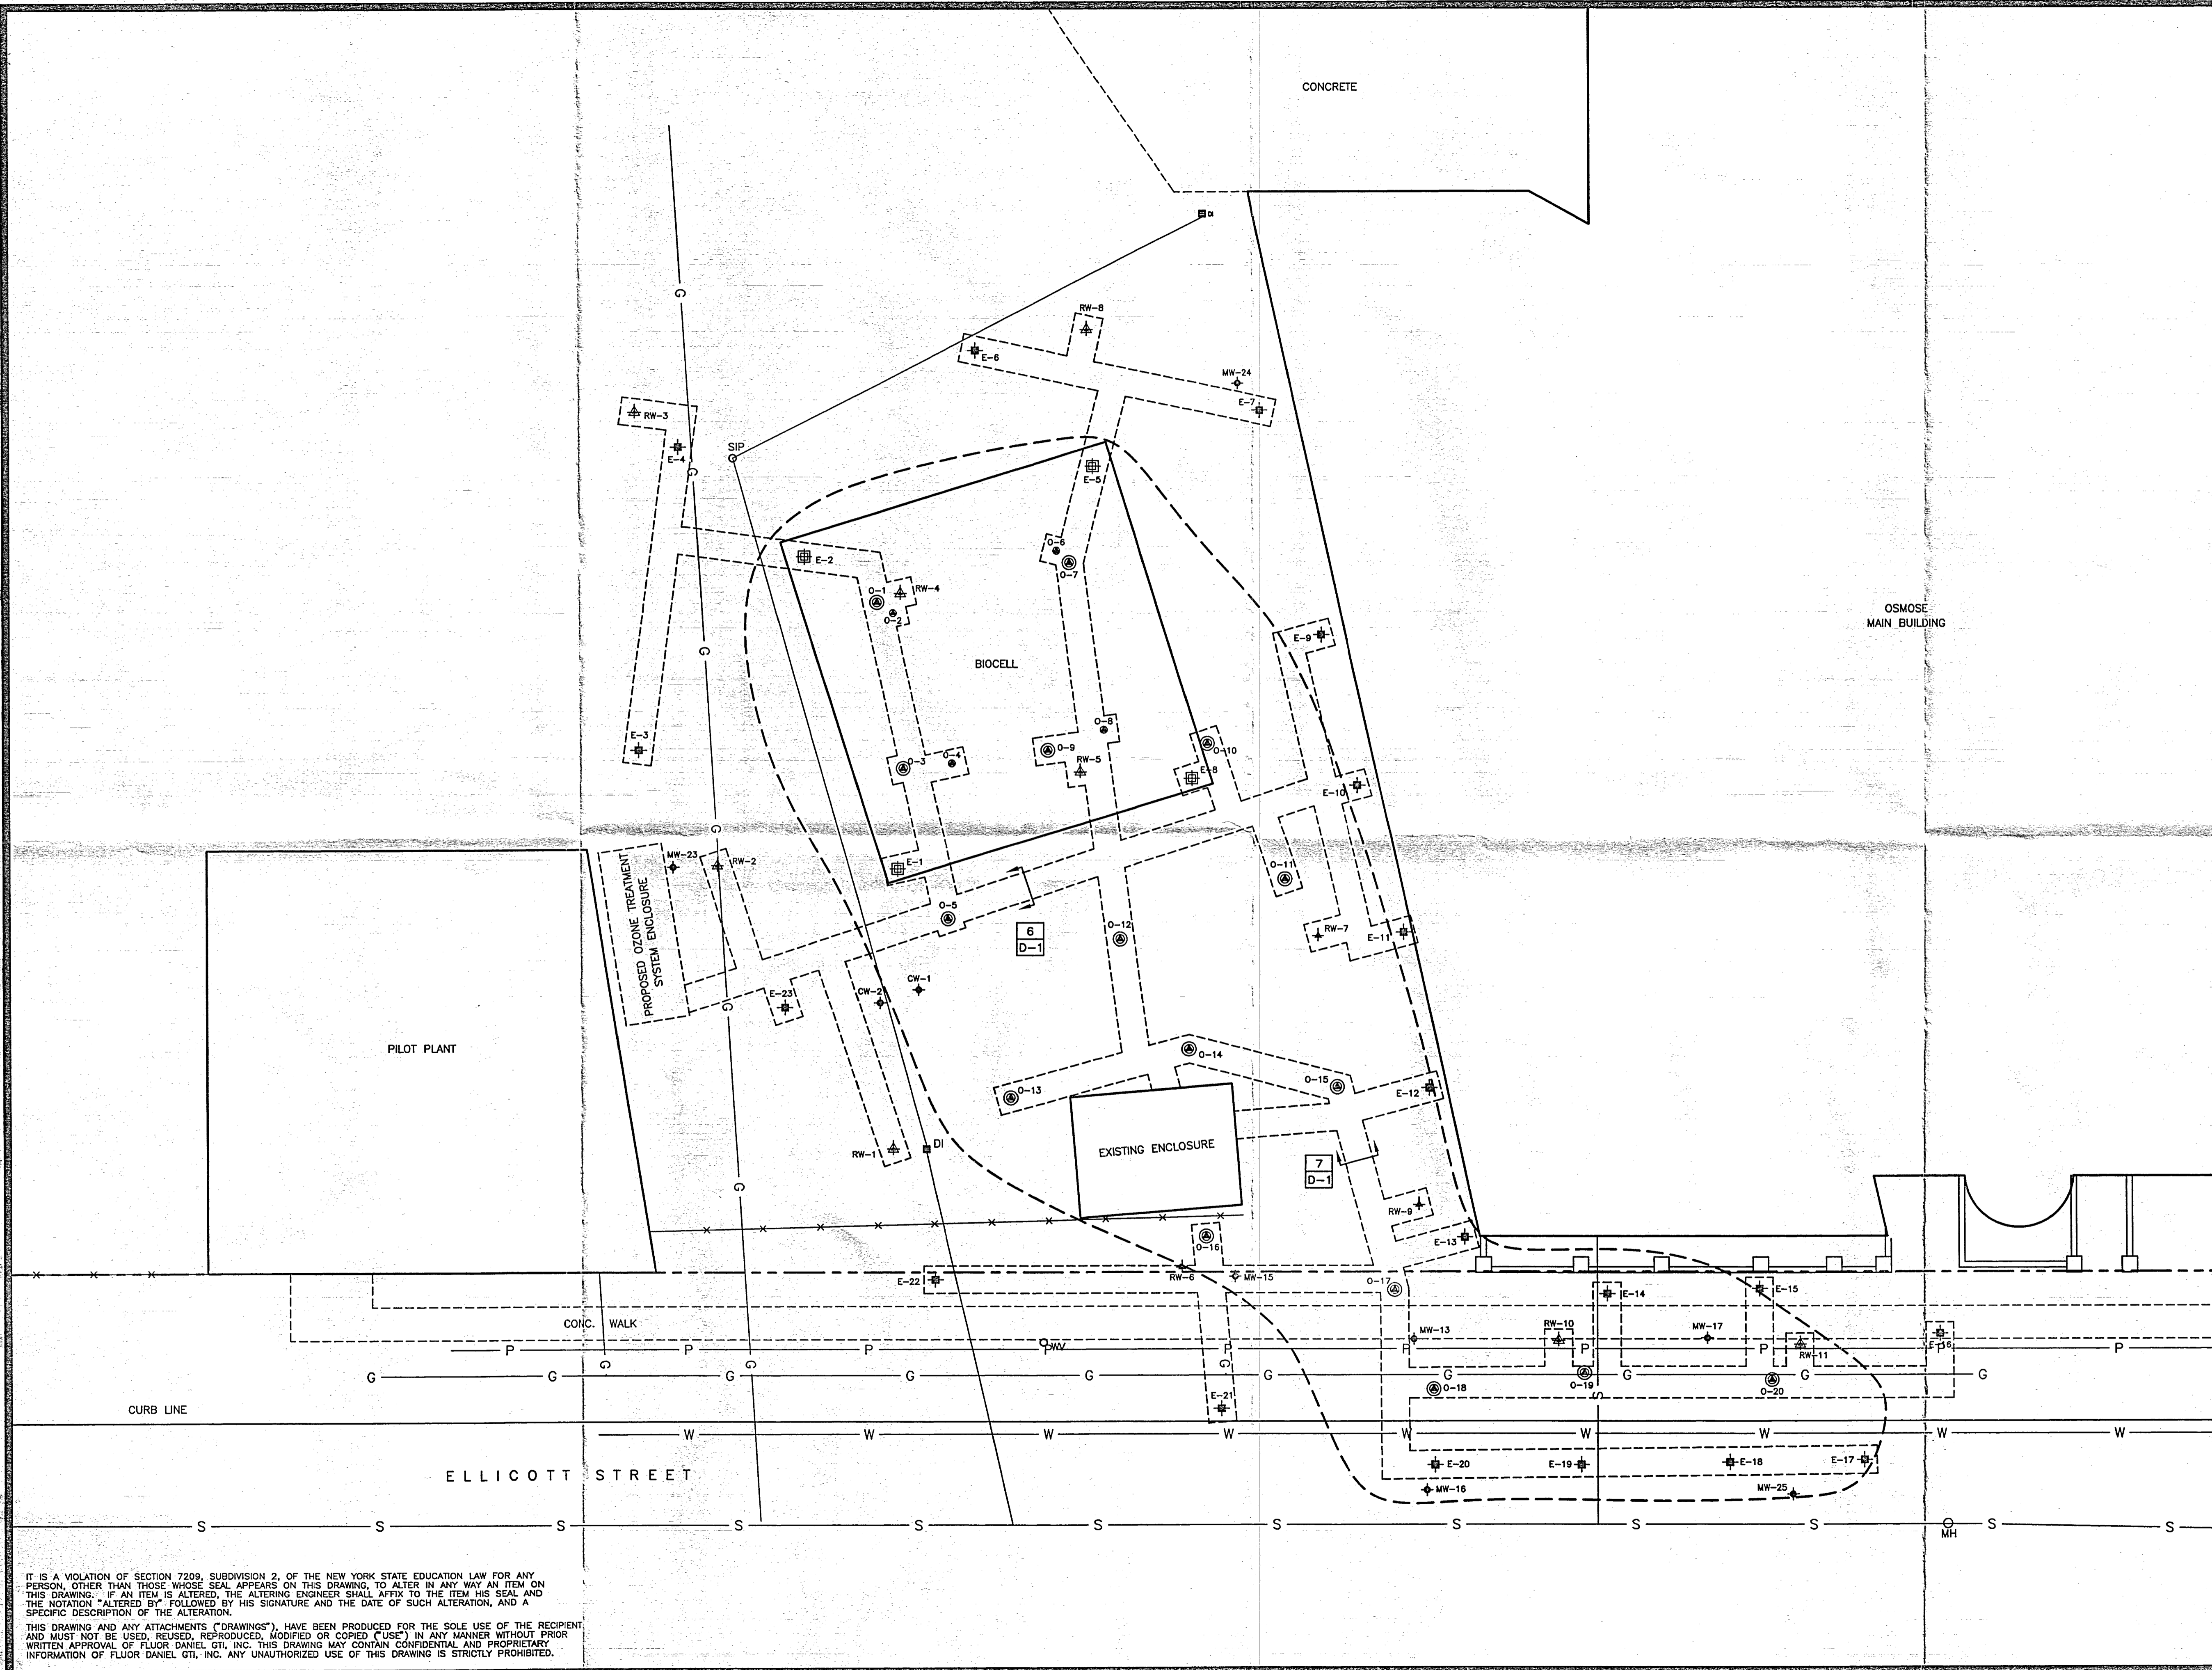 CONCRETE
DI
RW-8
E-6
MW-24
E-7
RW-3
E-4
G
SIP
G
E-5
E-2
O-6
O-7
O-1
RW-4
O-2
OSMOSE
MAIN BUILDING
E-9
G
BIOCELL
E-3
O-8
O-9
O-10
O-3
O-4
RW-5
E-8
E-10
G
MW-23
RW-2
E-1
O-11
PROPOSED OZONE TREATMENT
SYSTEM ENCLOSURE
O-5
O-12
6
D-1
RW-7
E-11
CW-1
CW-2
E-23
G
PILOT PLANT
O-14
O-13
O-15
E-12
DI
RW-1
EXISTING ENCLOSURE
7
D-1
G
RW-9
X X X X X X X X X X
E-13
O-16
X X X
E-22
RW-6
MW-15
O-17
E-14
E-15
CONC. WALK
MW-13
RW-10
MW-17
RW-11
E-16
WV
P P P P P P P P P P
G G G
G G G G G G G G G G
O-18
O-19
O-20
S
E-21
CURB LINE
W W W W W W W W W
E-20
E-19
E-18
E-17
ELLICOTT STREET
MW-16
MW-25
S S S S S S S S S S S S
MH
IT IS A VIOLATION OF SECTION 7209, SUBDIVISION 2, OF THE NEW YORK STATE EDUCATION LAW FOR ANY
PERSON, OTHER THAN THOSE WHOSE SEAL APPEARS ON THIS DRAWING, TO ALTER IN ANY WAY AN ITEM ON
THIS DRAWING. IF AN ITEM IS ALTERED, THE ALTERING ENGINEER SHALL AFFIX TO THE ITEM HIS SEAL AND
THE NOTATION "ALTERED BY" FOLLOWED BY HIS SIGNATURE AND THE DATE OF SUCH ALTERATION, AND A
SPECIFIC DESCRIPTION OF THE ALTERATION.
THIS DRAWING AND ANY ATTACHMENTS ("DRAWINGS"), HAVE BEEN PRODUCED FOR THE SOLE USE OF THE RECIPIENT
AND MUST NOT BE USED, REUSED, REPRODUCED, MODIFIED OR COPIED ("USE") IN ANY MANNER WITHOUT PRIOR
WRITTEN APPROVAL OF FLUOR DANIEL GTI, INC. THIS DRAWING MAY CONTAIN CONFIDENTIAL AND PROPRIETARY
INFORMATION OF FLUOR DANIEL GTI, INC. ANY UNAUTHORIZED USE OF THIS DRAWING IS STRICTLY PROHIBITED.